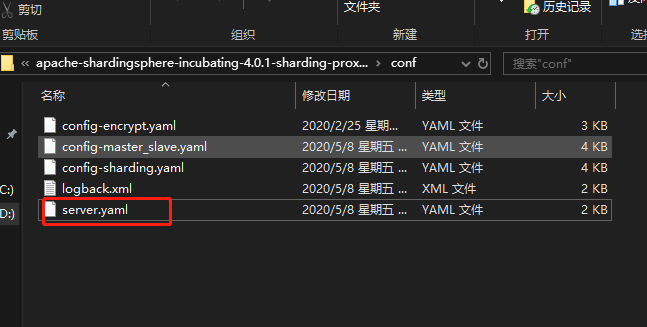 剪切
文件夹
历史记录
剪贴板
组织
新建
打开
选择
apache-shardingsphere-incubating-4.0.1-sharding-prox...
conf
搜索"conf"
名称
修改日期
类型
大小
config-encrypt.yaml 2020/2/25 星期... YAML 文件 3 KB
config-master_slave.yaml 2020/5/8 星期五 ... YAML 文件 4 KB
config-sharding.yaml 2020/5/8 星期五 ... YAML 文件 4 KB
logback.xml 2020/5/8 星期五 ... XML 文件 2 KB
C:)
D:)
server.yaml 2020/5/8 星期五 ... YAML 文件 2 KB